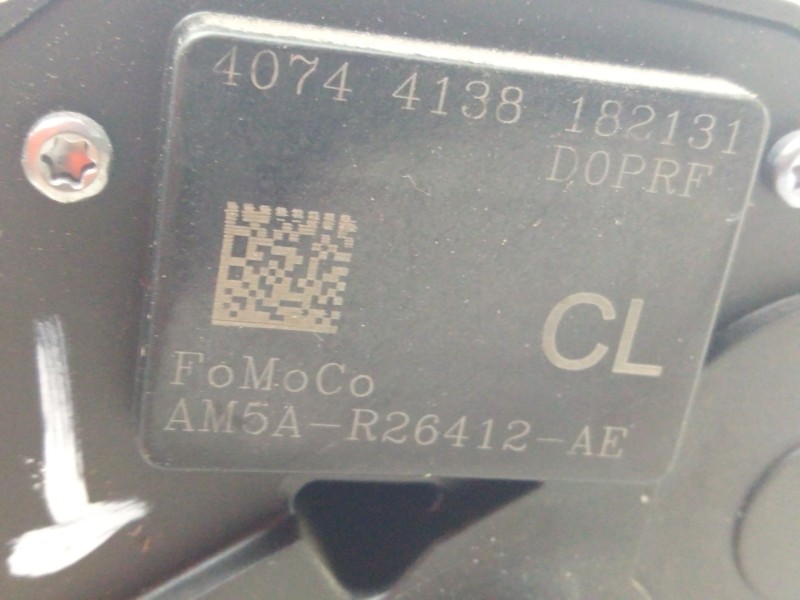 4074 4138 182131
D0PRF
CL
FoMoCo
AM5A-R26412-AE